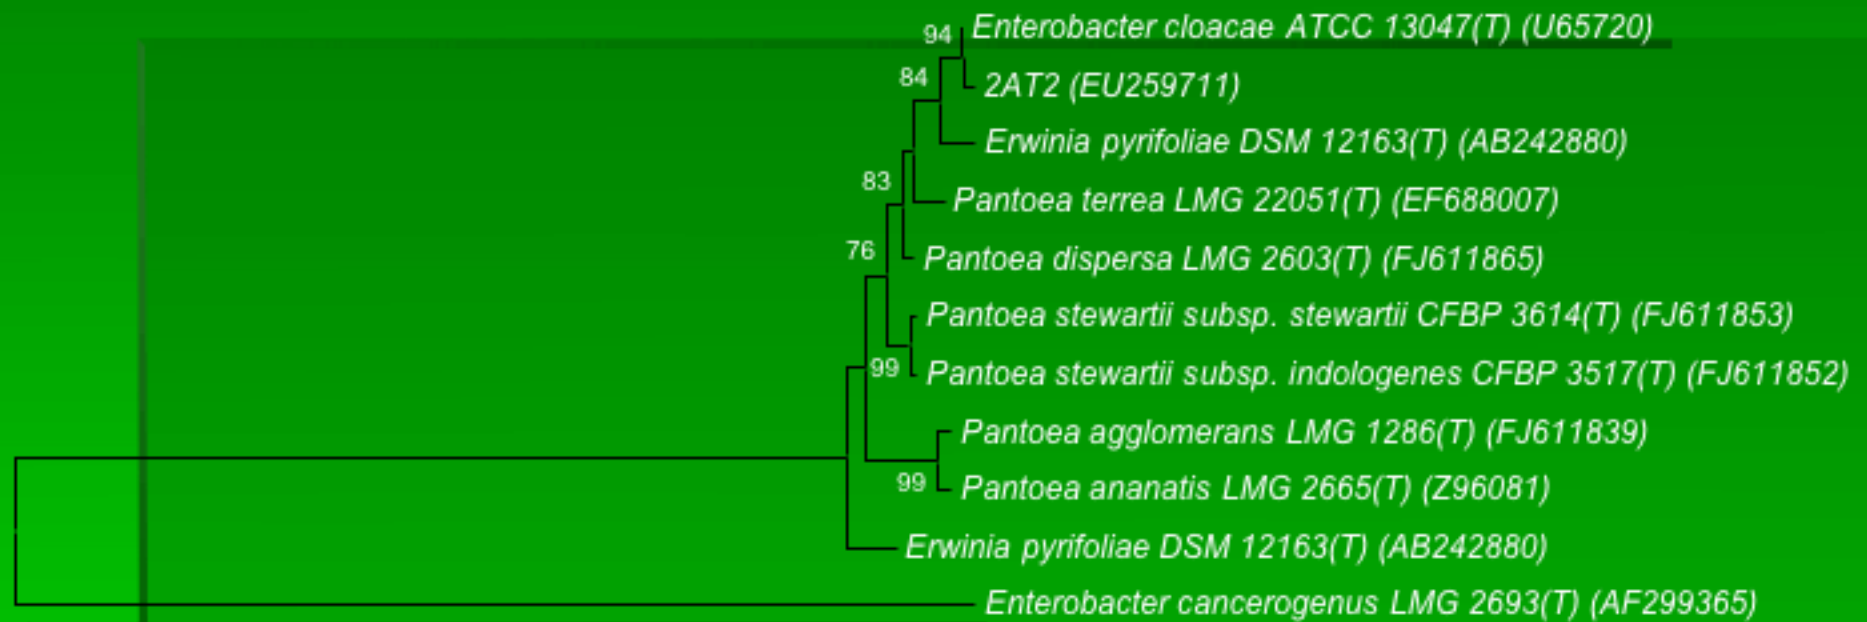 94
Enterobacter cloacae ATCC 13047(T) (U65720)
84
2AT2 (EU259711)
Erwinia pyrifoliae DSM 12163(T) (AB242880)
83
Pantoea terrea LMG 22051(T) (EF688007)
76
Pantoea dispersa LMG 2603(T) (FJ611865)
Pantoea stewartii subsp. stewartii CFBP 3614(T) (FJ611853)
99
Pantoea stewartii subsp. indologenes CFBP 3517(T) (FJ611852)
Pantoea agglomerans LMG 1286(T) (FJ611839)
99
Pantoea ananatis LMG 2665(T) (Z96081)
Erwinia pyrifoliae DSM 12163(T) (AB242880)
Enterobacter cancerogenus LMG 2693(T) (AF299365)